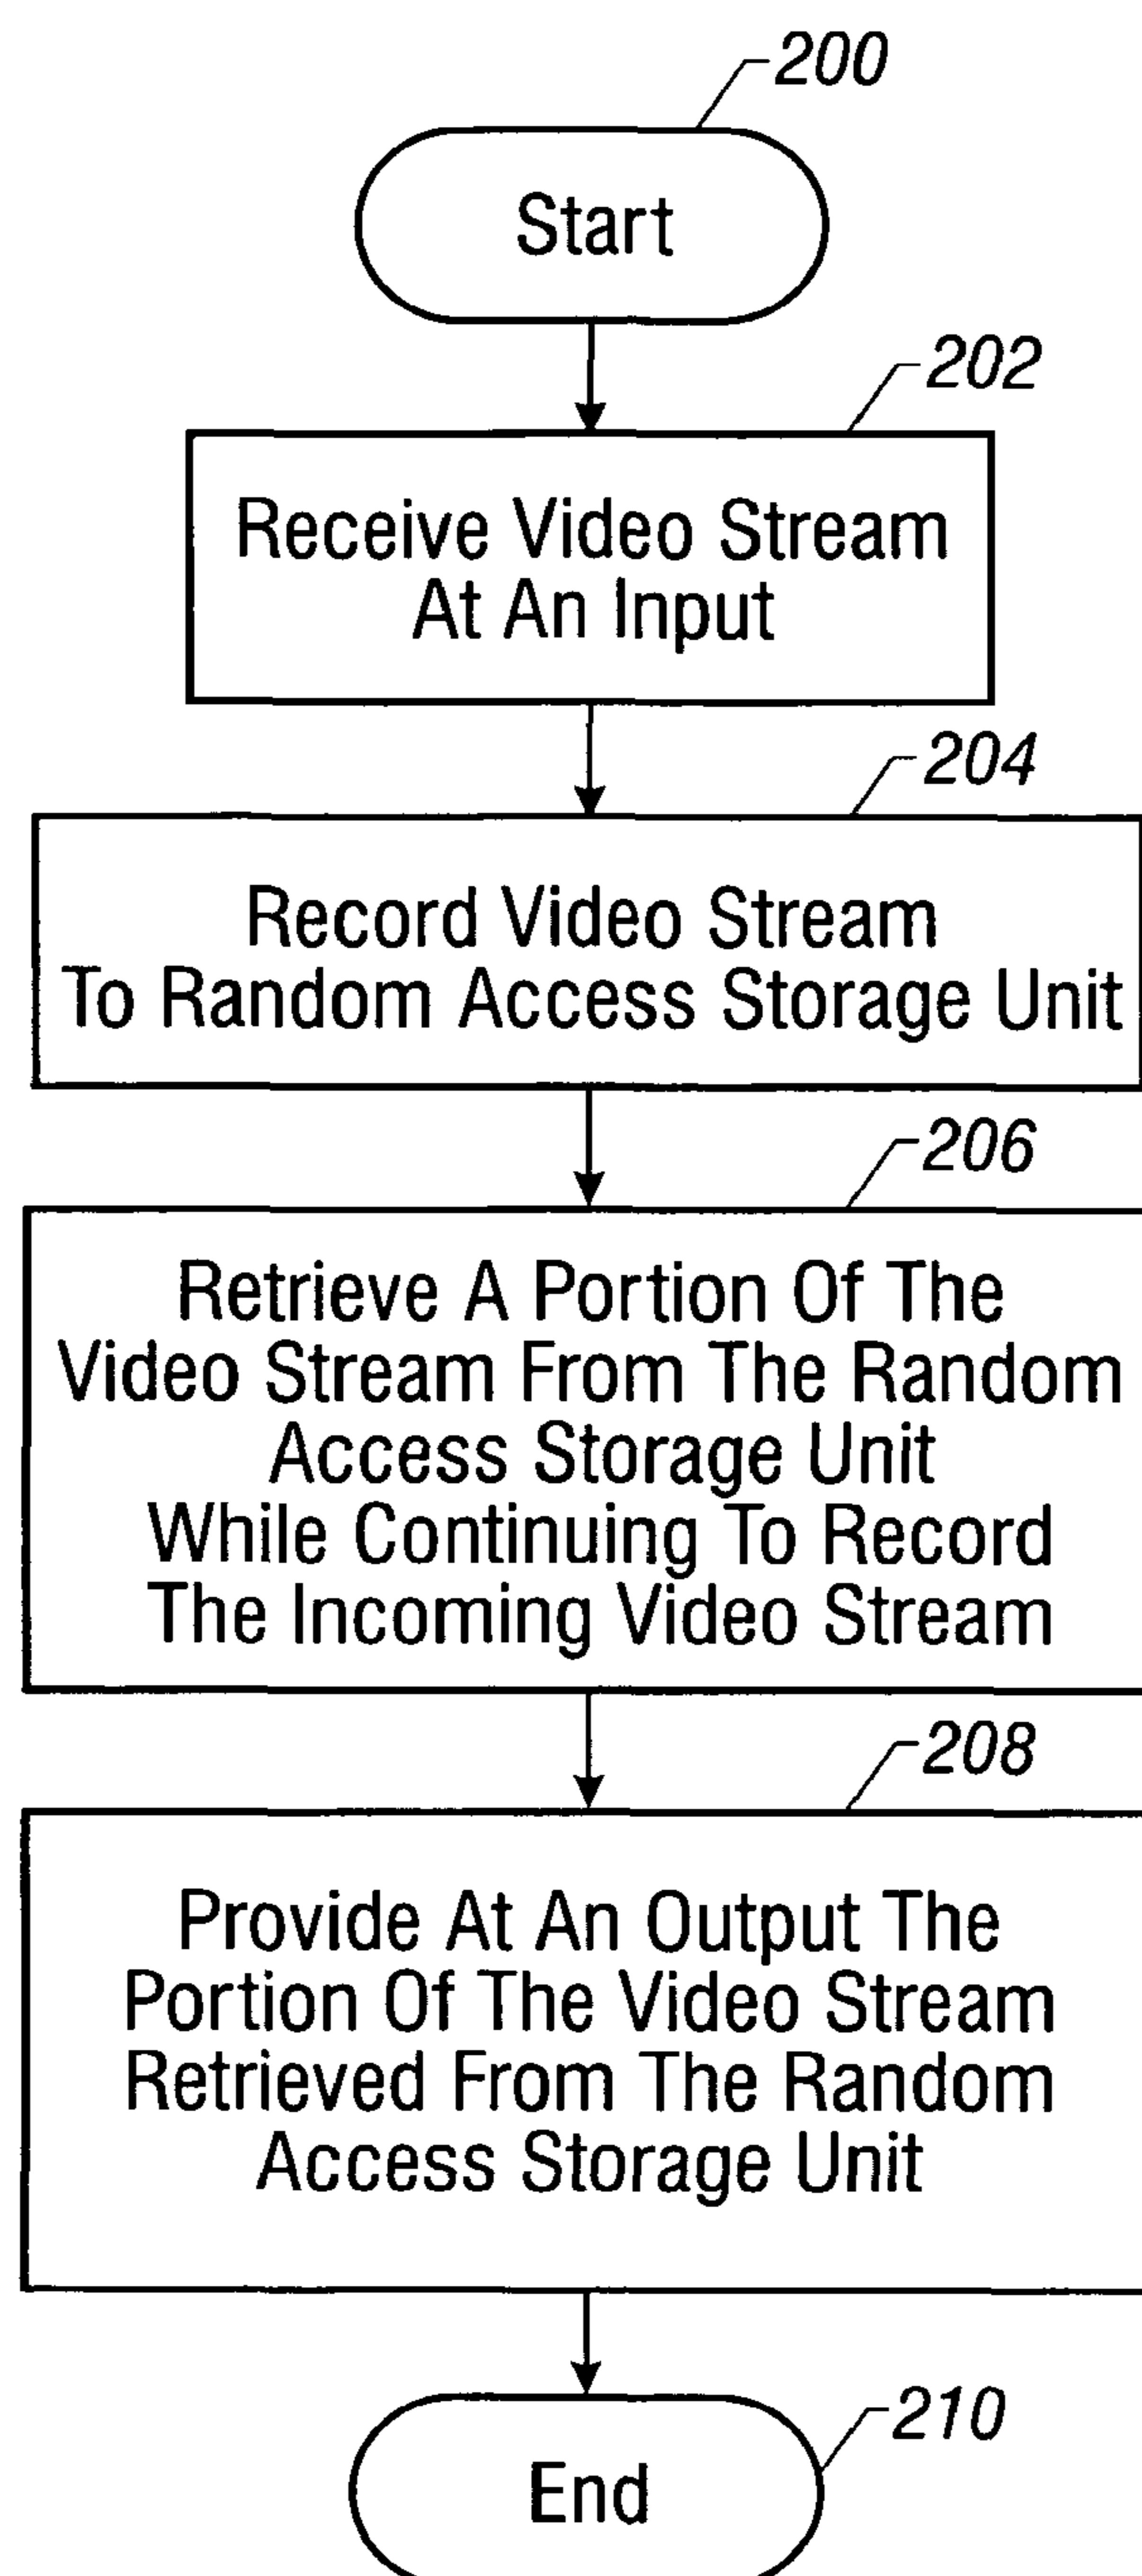 200
Start
202
Receive Video Stream
At An Input
204
Record Video Stream
To Random Access Storage Unit
206
Retrieve A Portion Of The
Video Stream From The Random
Access Storage Unit
While Continuing To Record
The Incoming Video Stream
208
Provide At An Output The
Portion Of The Video Stream
Retrieved From The Random
Access Storage Unit
210
End